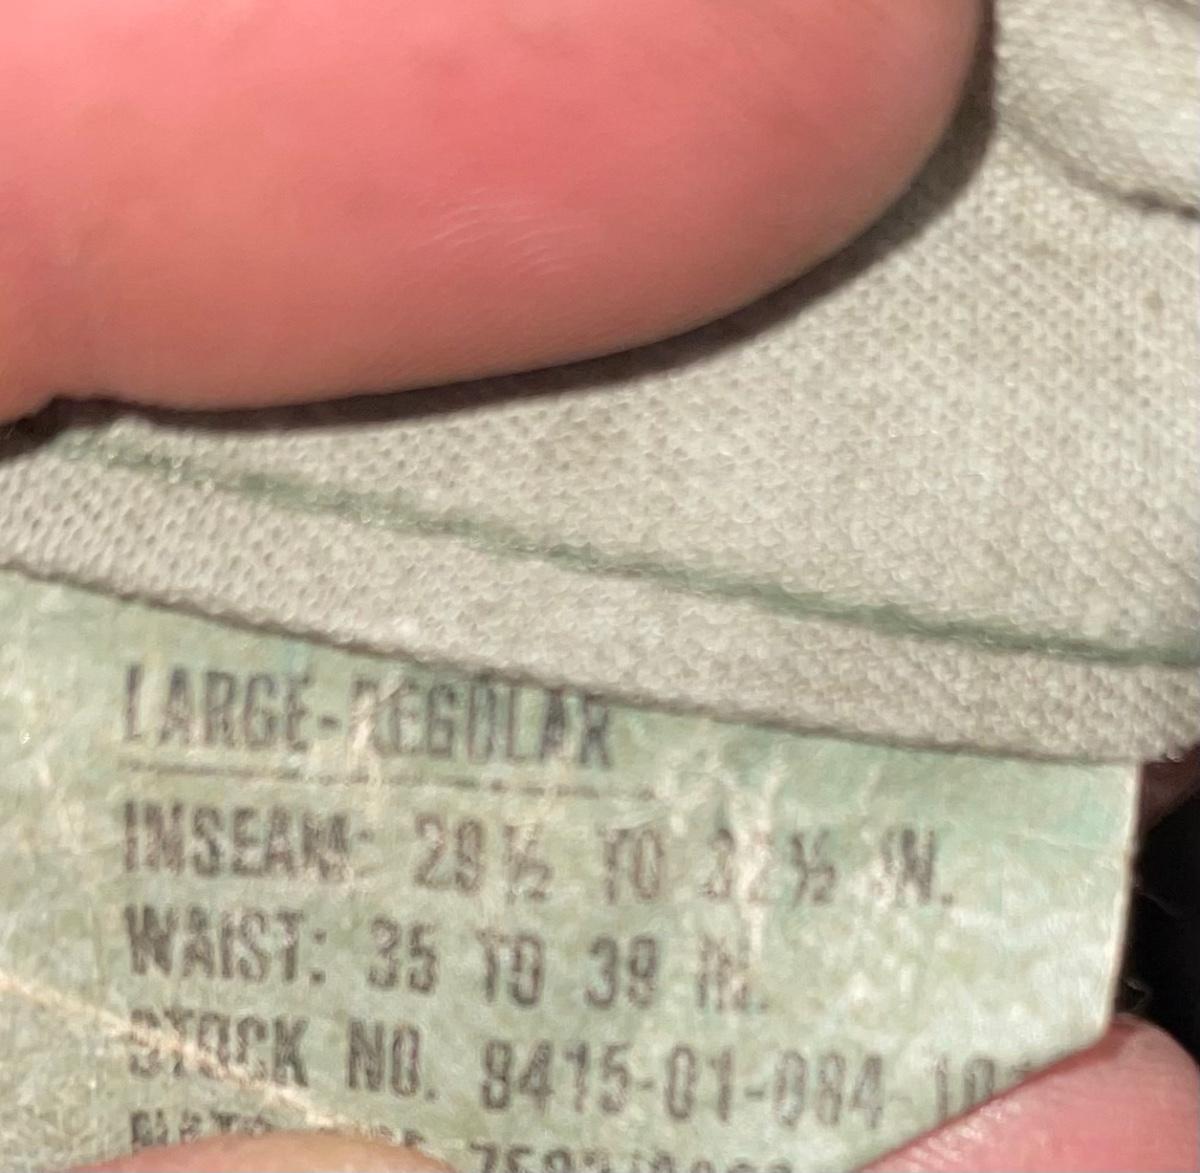 LARGE-REGULAR
INSEAM: 29½ TO 32½ IN.
WAIST: 35 TO 39 IN.
STOCK NO. 8415-01-084